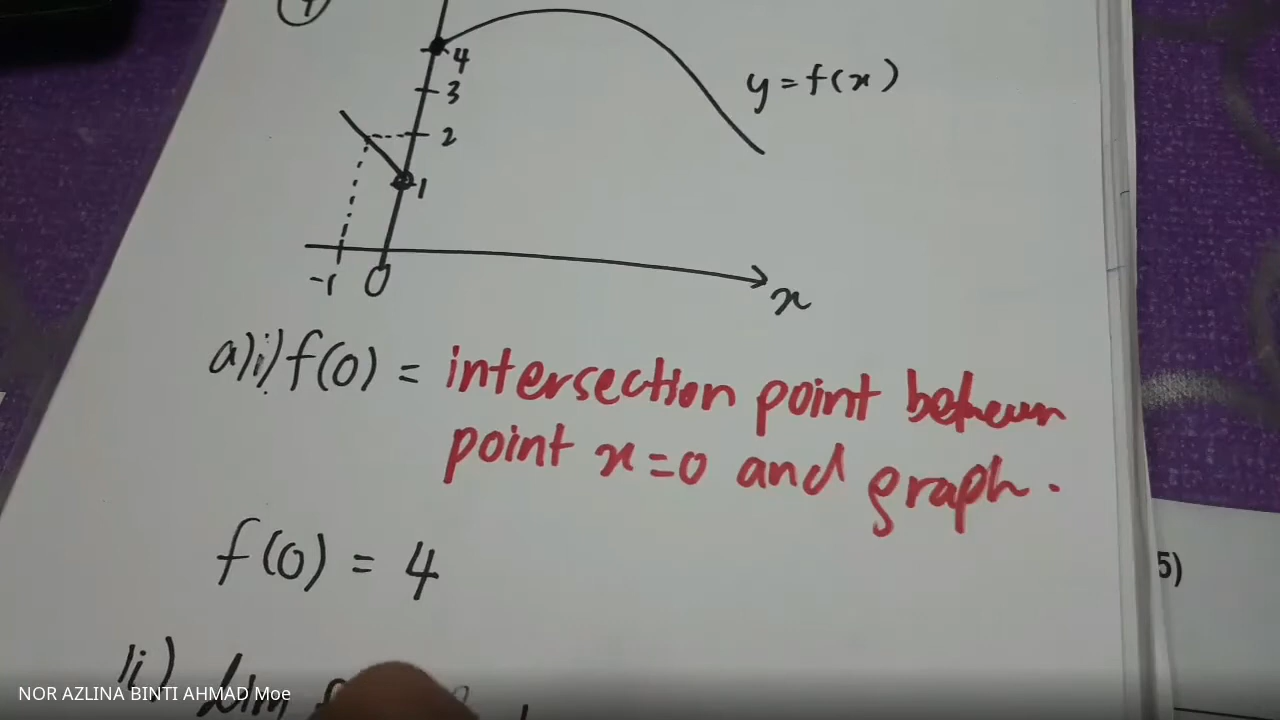 4
3
y = f(x)
2
1
-1 0
x
a) i) f(0) = intersection point between
point x = 0 and graph.
f(0) = 4
5)
ii) lim
NOR AZLINA BINTI AHMAD Moe